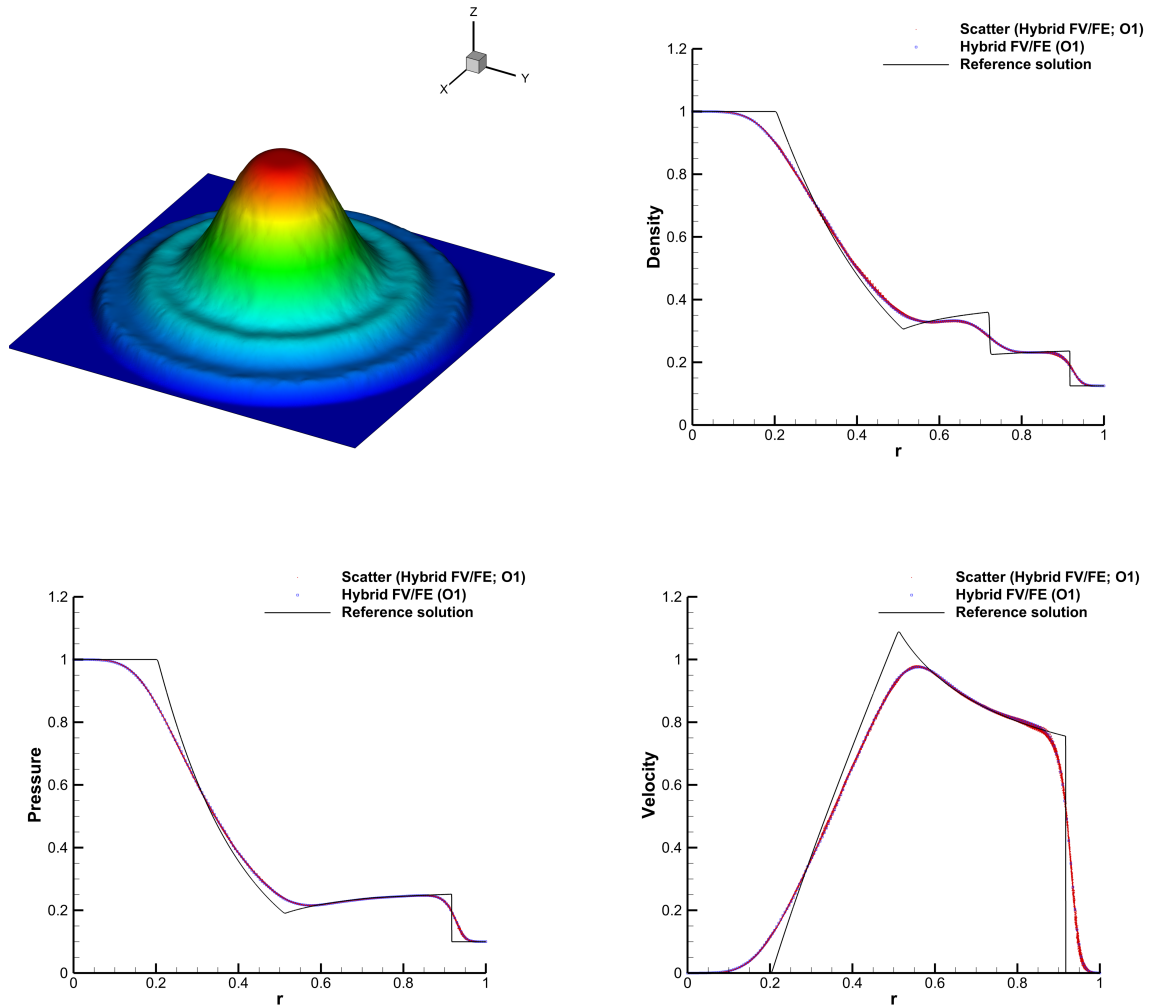 Z
Y
X
Scatter (Hybrid FV/FE; O1)
Hybrid FV/FE (O1)
Reference solution
1.2
1
0.8
0.6
0.4
0.2
0
Density
0 0.2 0.4 0.6 0.8 1
r
Scatter (Hybrid FV/FE; O1)
Hybrid FV/FE (O1)
Reference solution
1.2
1
0.8
0.6
0.4
0.2
0
Pressure
0 0.2 0.4 0.6 0.8 1
r
Scatter (Hybrid FV/FE; O1)
Hybrid FV/FE (O1)
Reference solution
1.2
1
0.8
0.6
0.4
0.2
0
Velocity
0 0.2 0.4 0.6 0.8 1
r